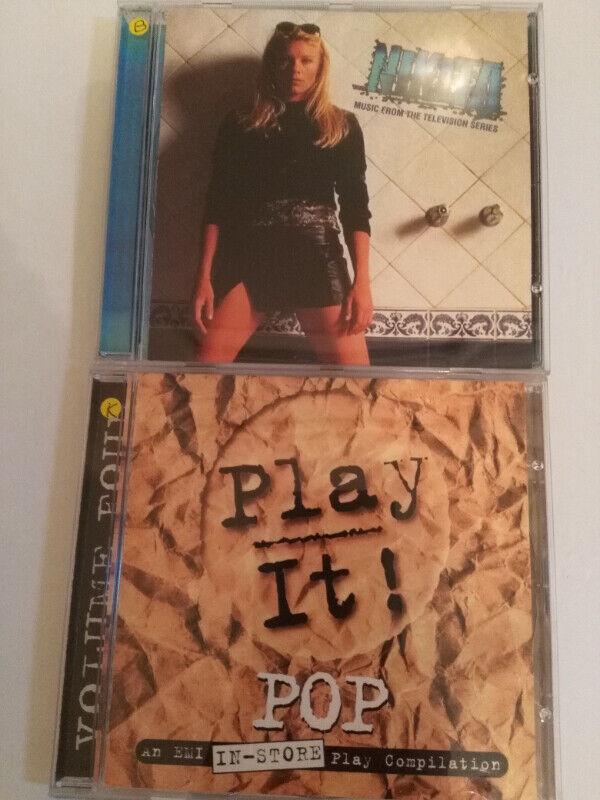 B
NIKITA
MUSIC FROM THE TELEVISION SERIES
K
VOLUME FOUR
Play
It!
POP
An EMI IN-STORE Play Compilation